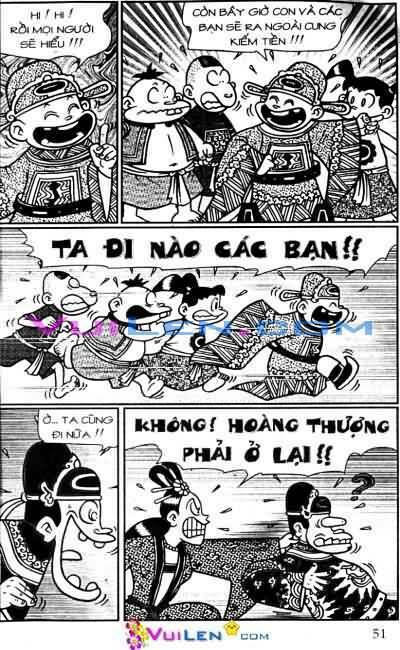 HI! HI!
RỒI MỌI NGƯỜI
SẼ HIỂU!!!
CÒN BÂY GIỜ CON VÀ CÁC
BẠN SẼ RA NGOÀI CUNG
KIẾM TIỀN!!!
TA ĐI NÀO CÁC BẠN!!
VUILEN.COM
Ờ... TA CŨNG
ĐI NỮA!!
KHÔNG! HOÀNG THƯỢNG
PHẢI Ở LẠI!!
?
51
VUILEN.COM